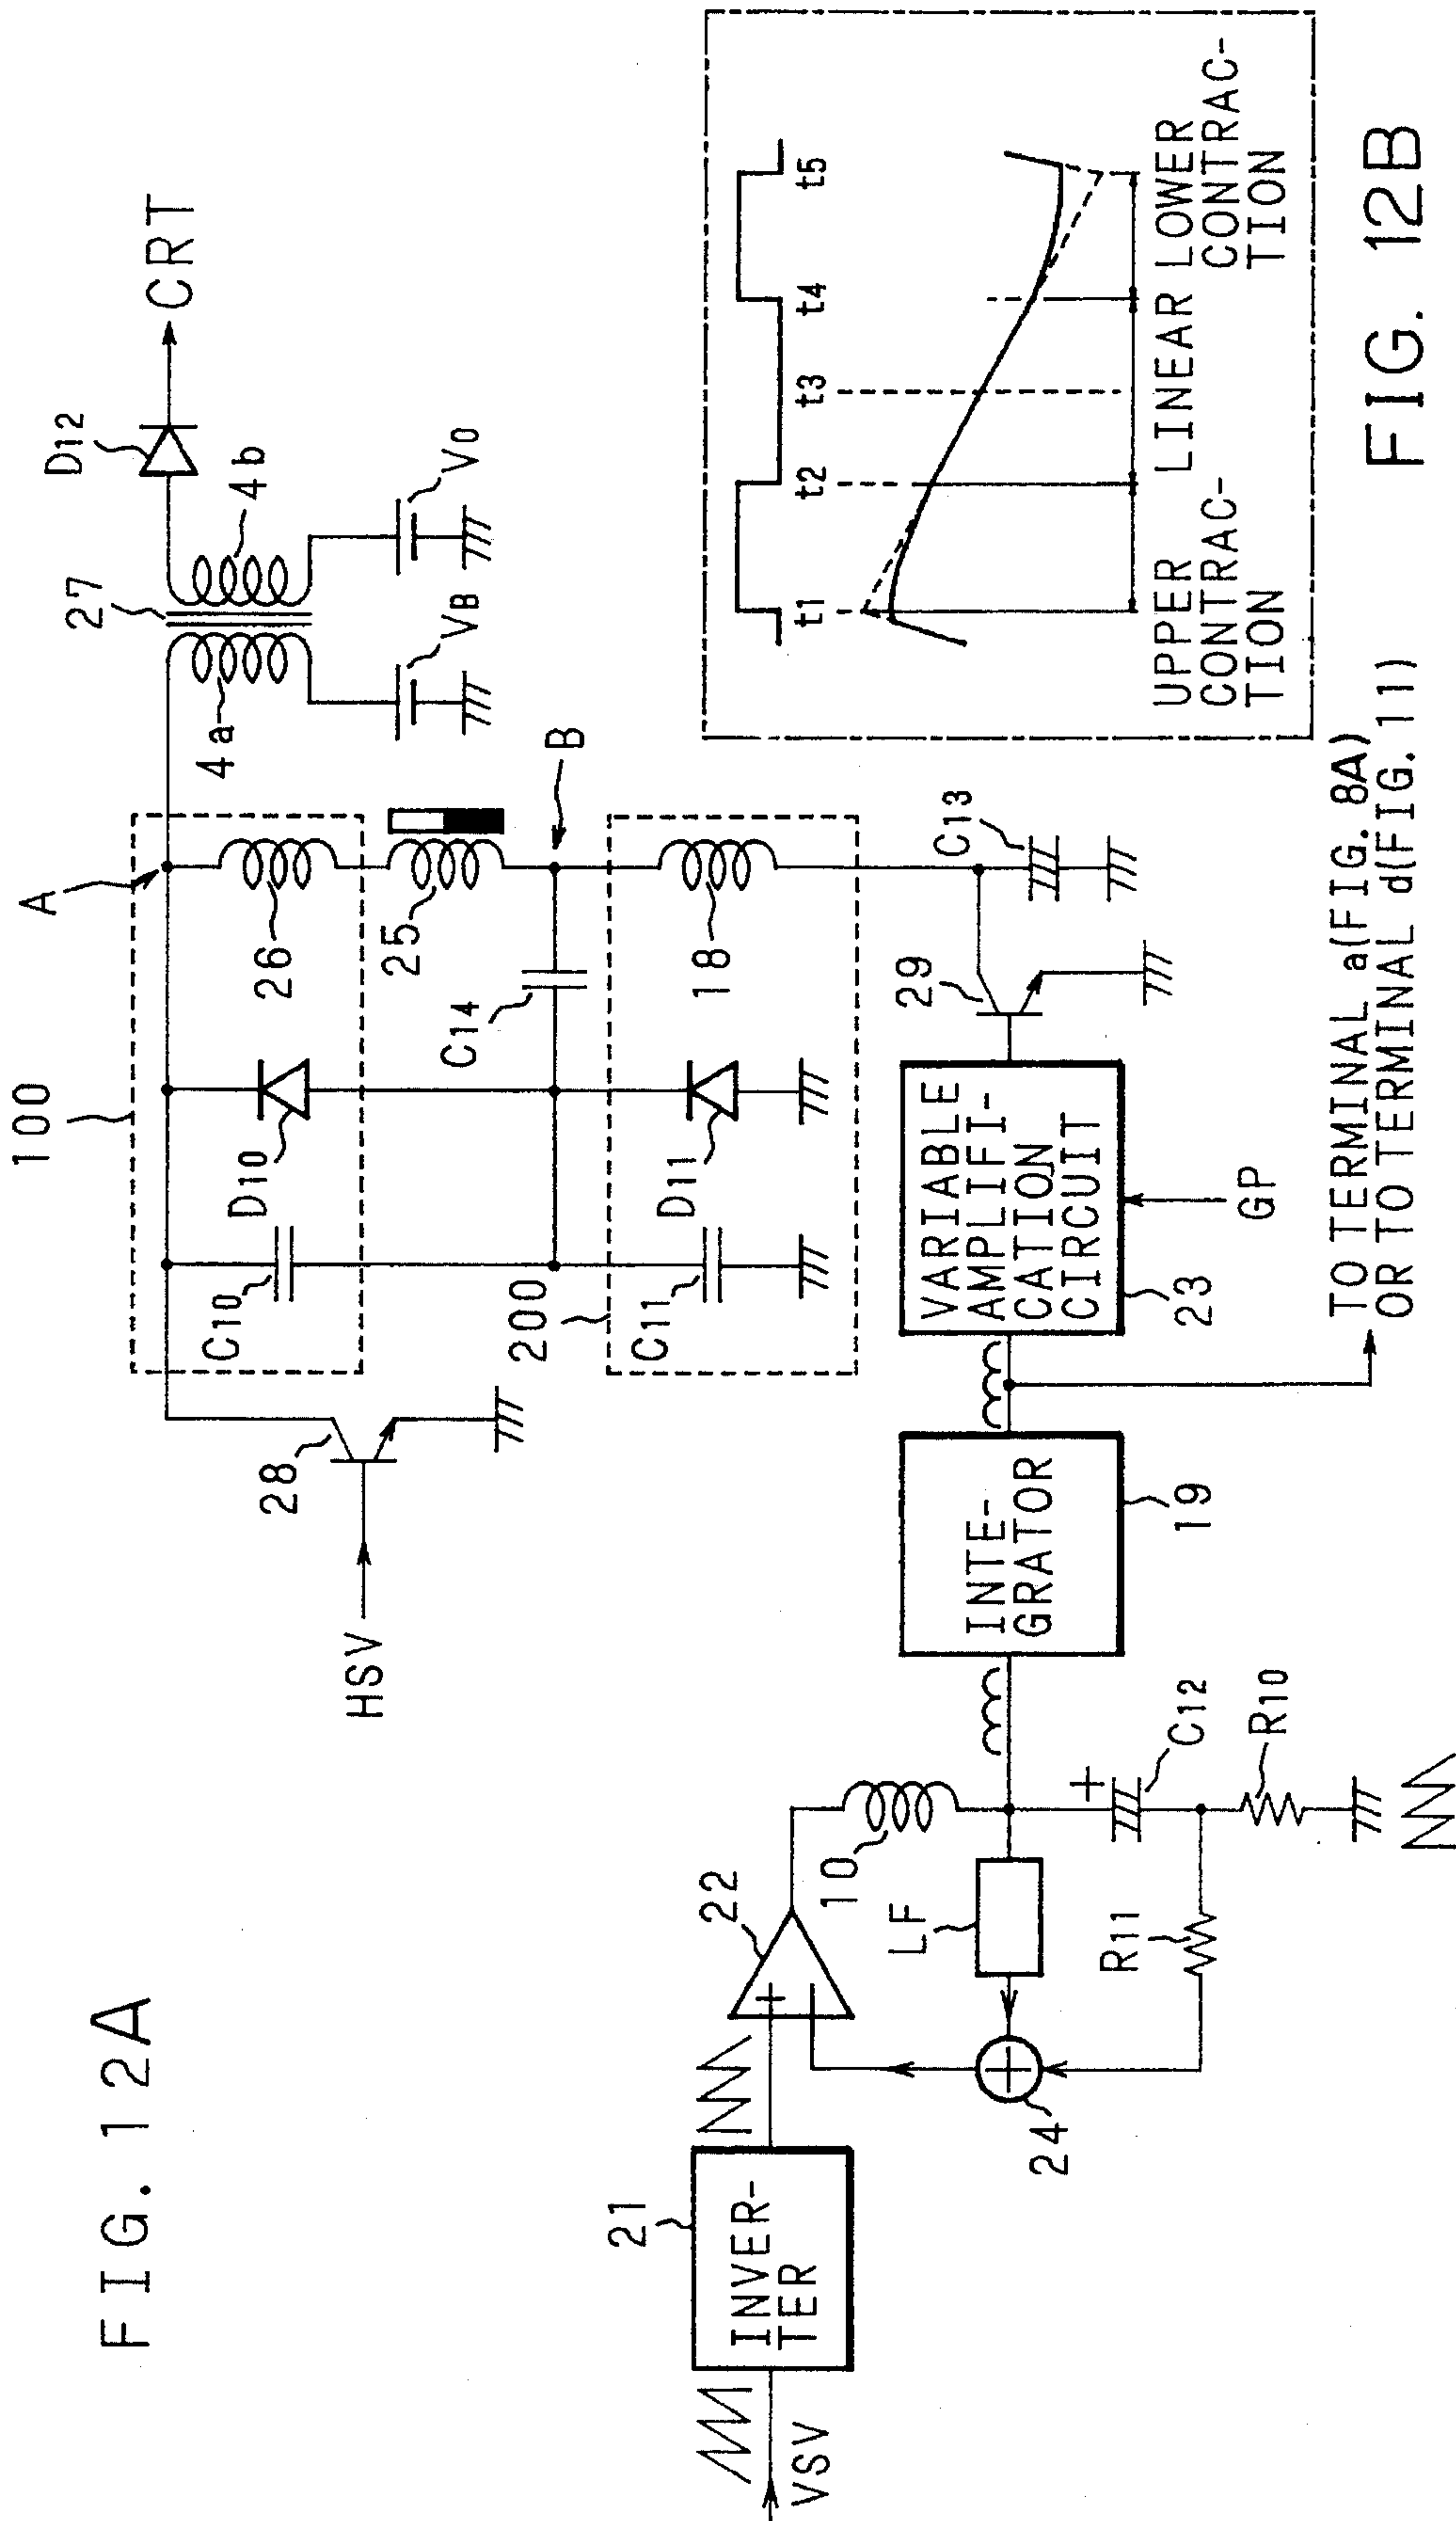 FIG. 12A
100
A
D12
CRT
27
4a
4b
VB
V0
HSV
28
C10
D10
26
25
B
C14
200
C11
D11
18
C13
29
VSV
21
INVER-
TER
22
10
LF
24
R11
C12
+
R10
INTE-
GRATOR
19
VARIABLE
AMPLIFI-
CATION
CIRCUIT
23
GP
TO TERMINAL a(FIG. 8A)
OR TO TERMINAL d(FIG. 11)
t1
t2
t3
t4
t5
UPPER
CONTRAC-
TION
LINEAR
LOWER
CONTRAC-
TION
FIG. 12B